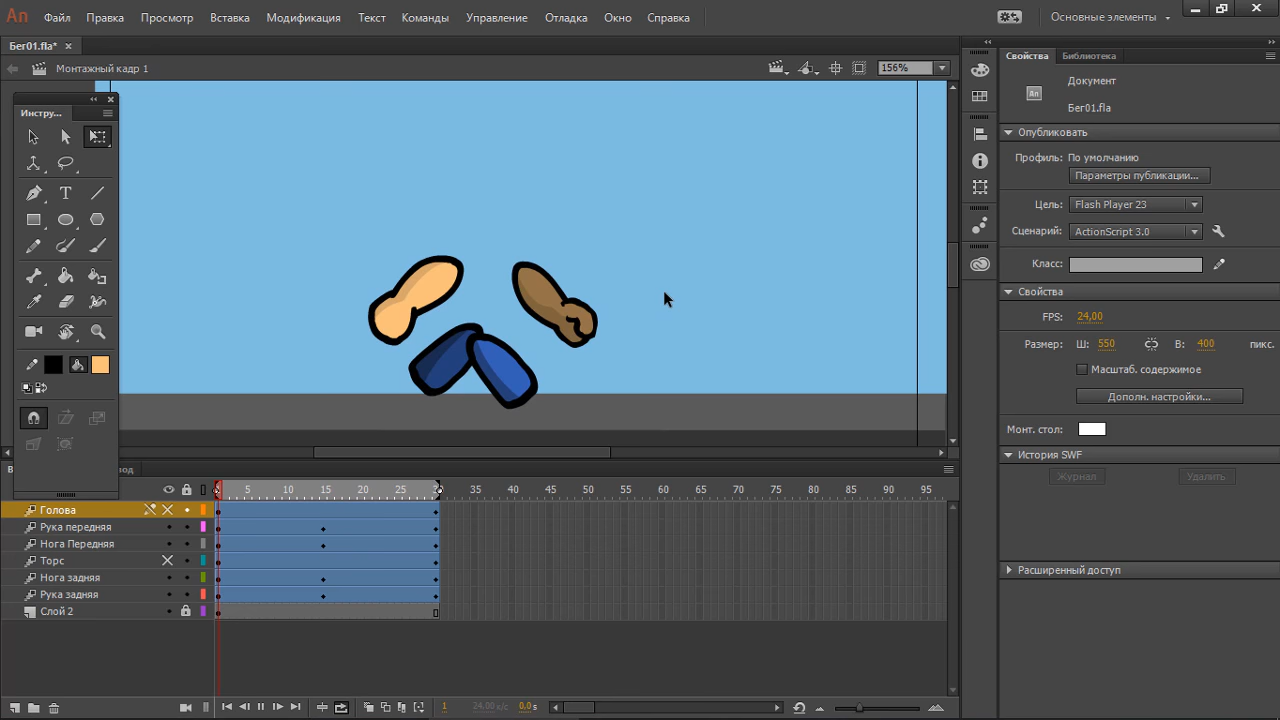 An Файл Правка Просмотр Вставка Модификация Текст Команды Управление Отладка Окно Справка Основные элементы
Бег01.fla*
Монтажный кадр 1
156%
Инстру...
Свойства Библиотека
Документ
An Бег01.fla
Опубликовать
Профиль: По умолчанию
Параметры публикации...
Цель: Flash Player 23
Сценарий: ActionScript 3.0
Класс:
Свойства
FPS 24,00
Размер: Ш: 550 В: 400 пикс.
Масштаб. содержимое
Дополн. настройки...
Монт. стол:
История SWF
Журнал Удалить
Расширенный доступ
5 10 15 20 25 35 40 45 50 55 60 65 70 75 80 85 90 95
Голова
Рука передняя
Нога Передняя
Торс
Нога задняя
Рука задняя
Слой 2
1 24,00 к/с 0,0 s